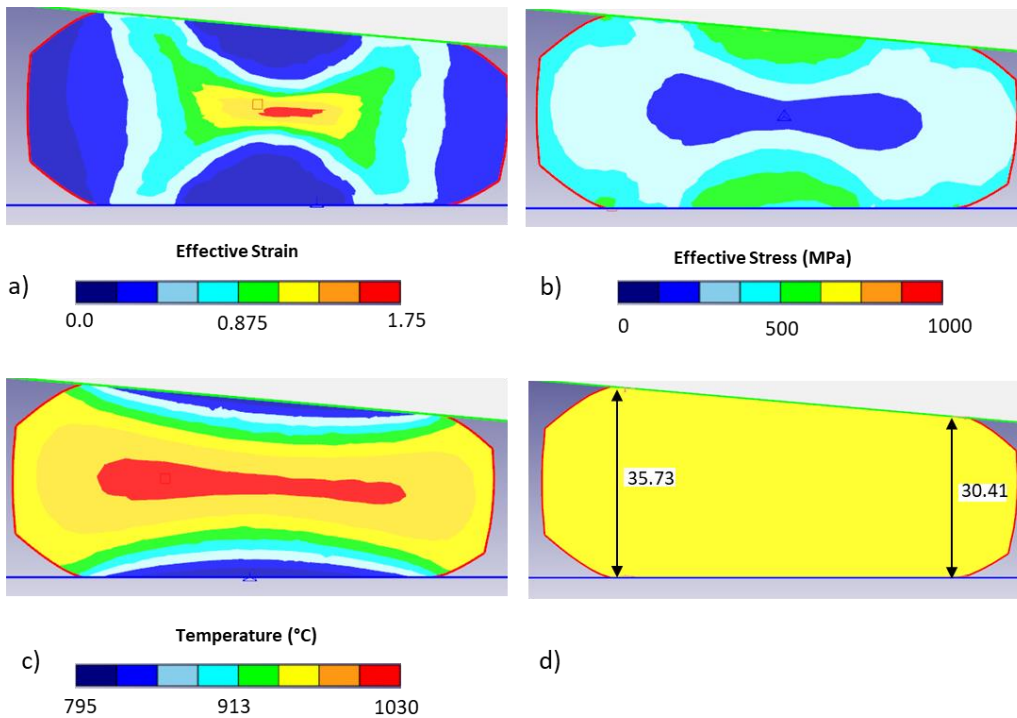 Effective Strain
a)
0.0 0.875 1.75
Effective Stress (MPa)
b)
0 500 1000
Temperature (°C)
c)
795 913 1030
35.73
30.41
d)